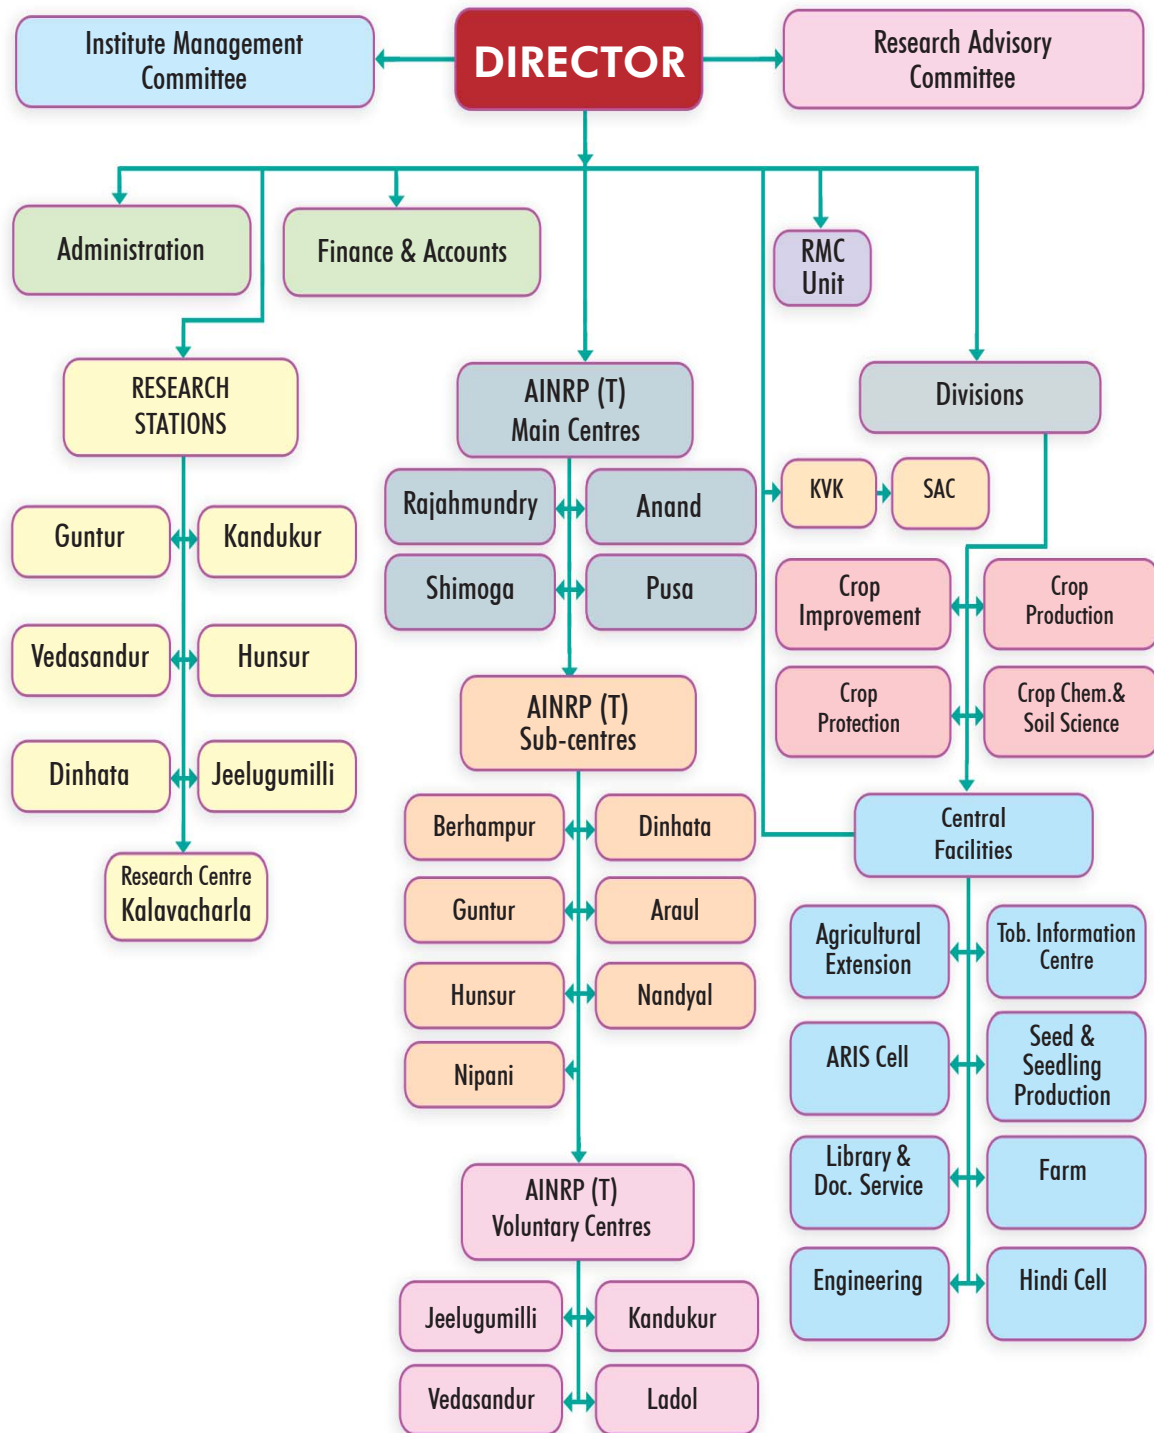 Institute Management
Committee
DIRECTOR
Research Advisory
Committee
Administration
Finance & Accounts
RMC
Unit
RESEARCH
STATIONS
AINRP (T)
Main Centres
Divisions
Rajahmundry
Anand
KVK
SAC
Guntur
Kandukur
Shimoga
Pusa
Crop
Improvement
Crop
Production
Vedasandur
Hunsur
AINRP (T)
Sub-centres
Crop
Protection
Crop Chem.&
Soil Science
Dinhata
Jeelugumilli
Berhampur
Dinhata
Central
Facilities
Research Centre
Kalavacharla
Guntur
Araul
Agricultural
Extension
Tob. Information
Centre
Hunsur
Nandyal
Nipani
ARIS Cell
Seed &
Seedling
Production
AINRP (T)
Voluntary Centres
Library &
Doc. Service
Farm
Jeelugumilli
Kandukur
Engineering
Hindi Cell
Vedasandur
Ladol